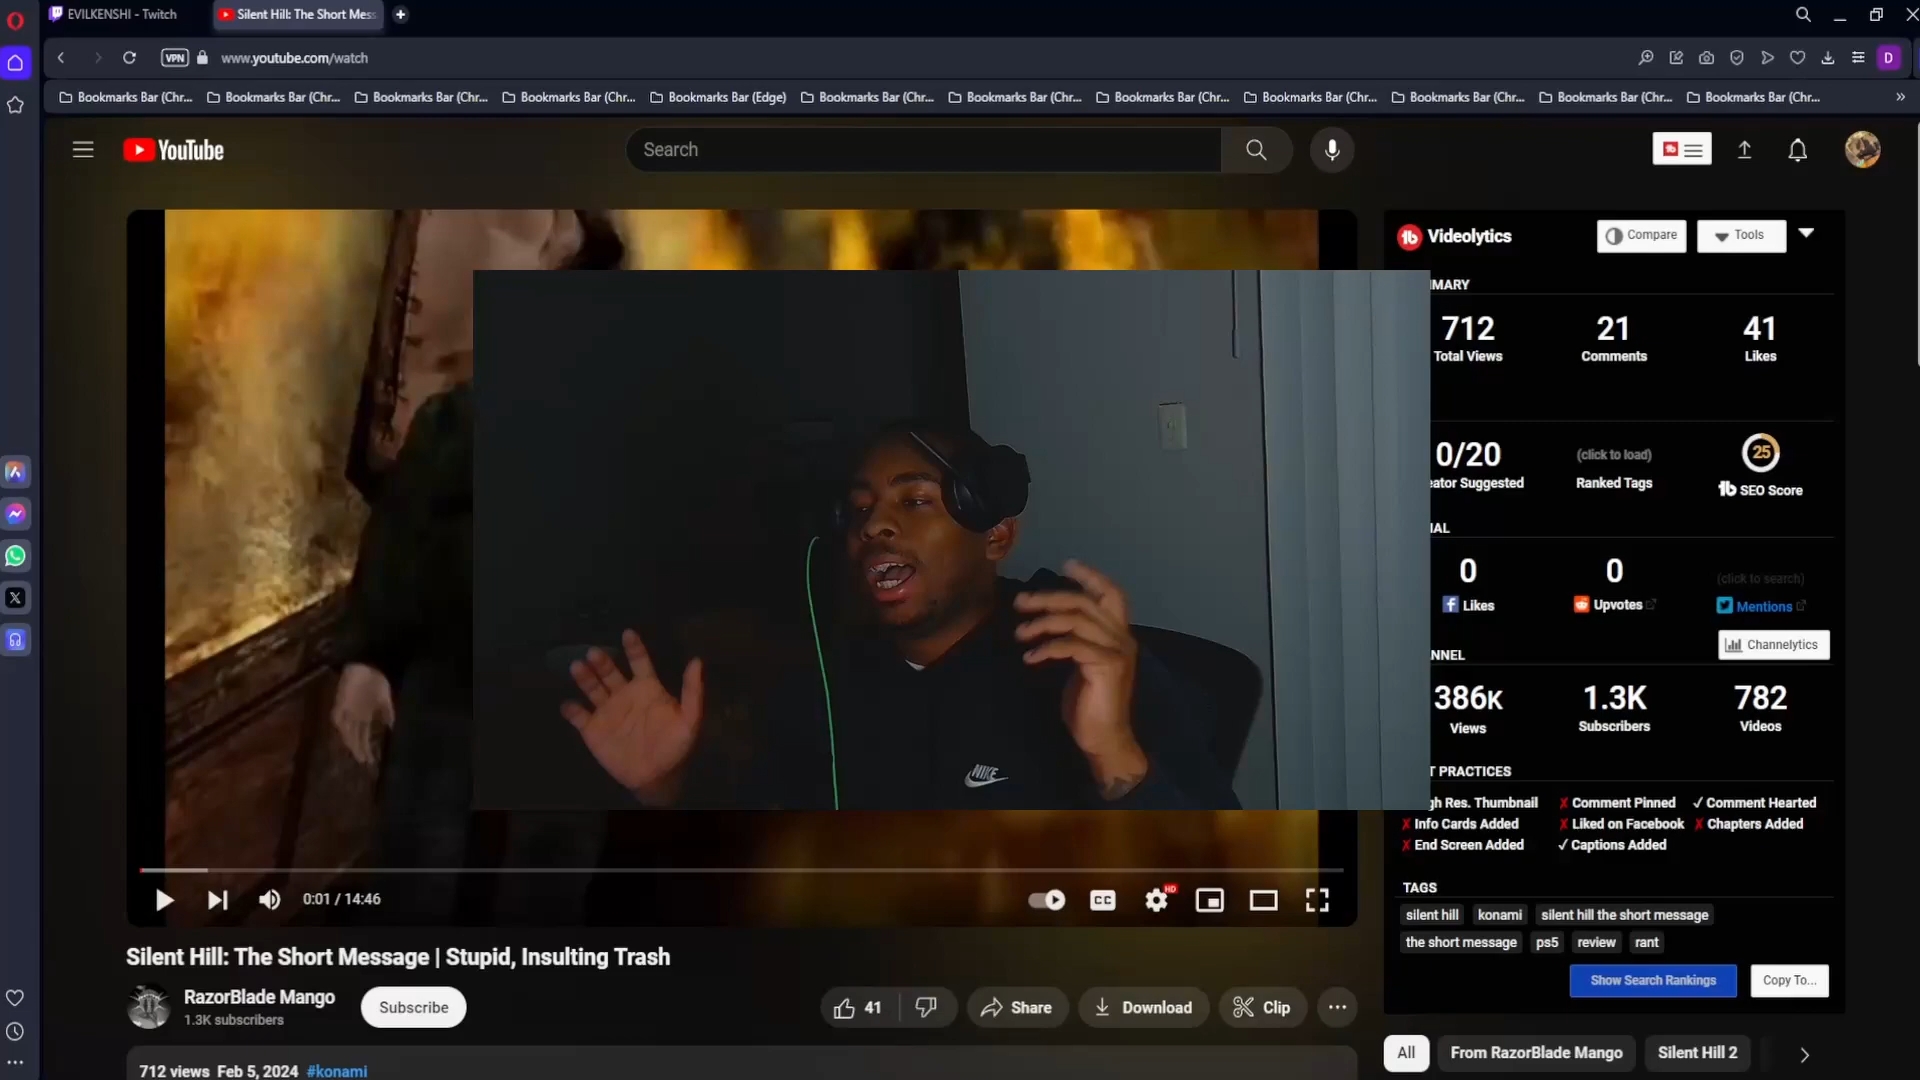 EVILKENSHI - Twitch
Silent Hill: The Short Mess
VPN
www.youtube.com/watch
D
Bookmarks Bar (Chr... Bookmarks Bar (Chr... Bookmarks Bar (Chr... Bookmarks Bar (Chr... Bookmarks Bar (Edge) Bookmarks Bar (Chr... Bookmarks Bar (Chr... Bookmarks Bar (Chr... Bookmarks Bar (Chr... Bookmarks Bar (Chr... Bookmarks Bar (Chr... Bookmarks Bar (Chr...
YouTube
Search
Videolytics
Compare
Tools
MARY
712 21 41
Total Views Comments Likes
0/20 (click to load) 25
eator Suggested Ranked Tags SEO Score
IAL
0 0 (click to search)
Likes Upvotes Mentions
NNEL
Channelytics
386K 1.3K 782
Views Subscribers Videos
T PRACTICES
gh Res. Thumbnail ✗ Comment Pinned ✓ Comment Hearted
✗ Info Cards Added ✗ Liked on Facebook ✗ Chapters Added
✗ End Screen Added ✓ Captions Added
TAGS
silent hill konami silent hill the short message
the short message ps5 review rant
Show Search Rankings
Copy To...
NIKE
0:01 / 14:46
CC
HD
Silent Hill: The Short Message | Stupid, Insulting Trash
RazorBlade Mango
1.3K subscribers
Subscribe
41
Share
Download
Clip
712 views Feb 5, 2024 #konami
All
From RazorBlade Mango
Silent Hill 2